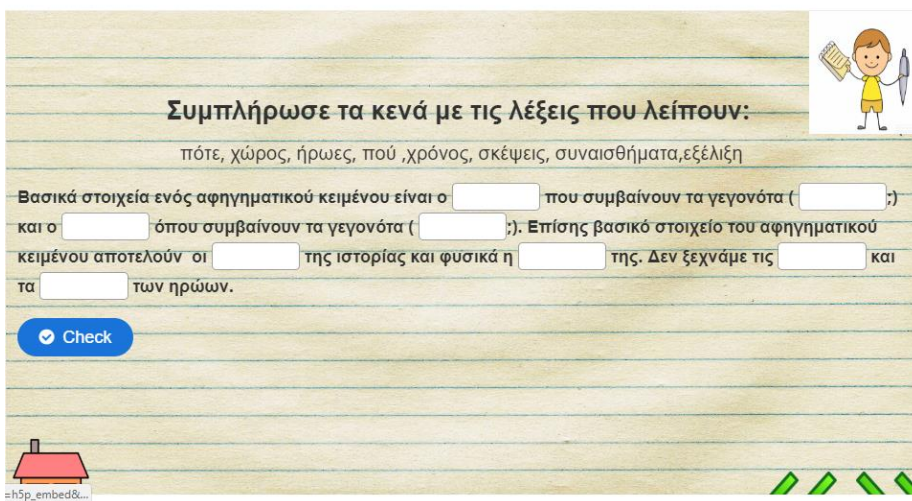 Συμπλήρωσε τα κενά με τις λέξεις που λείπουν:
πότε, χώρος, ήρωες, πού ,χρόνος, σκέψεις, συναισθήματα,εξέλιξη
Βασικά στοιχεία ενός αφηγηματικού κειμένου είναι ο που συμβαίνουν τα γεγονότα ( ;)
και ο όπου συμβαίνουν τα γεγονότα ( ;). Επίσης βασικό στοιχείο του αφηγηματικού
κειμένου αποτελούν οι της ιστορίας και φυσικά η της. Δεν ξεχνάμε τις και
τα των ηρώων.
Check
=h5p_embed&...